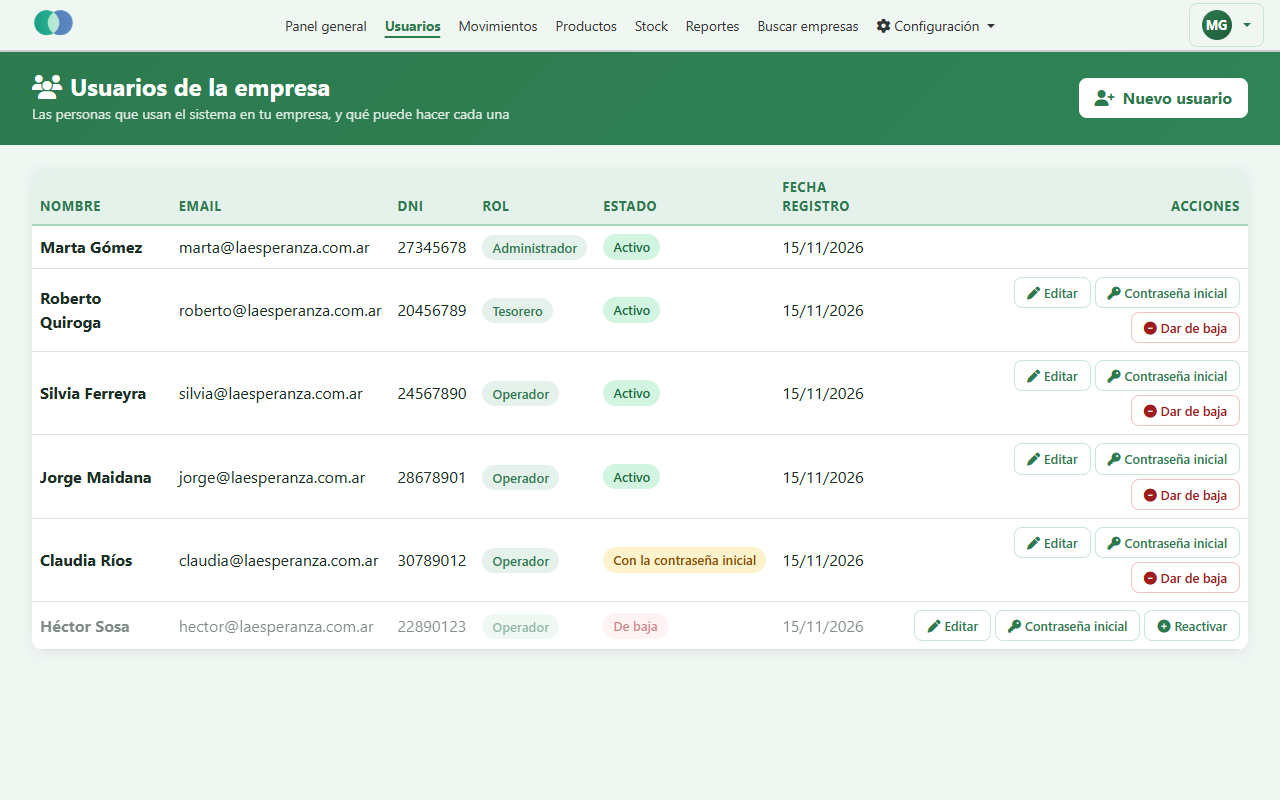 Panel general Usuarios Movimientos Productos Stock Reportes Buscar empresas Configuración MG
Usuarios de la empresa
Las personas que usan el sistema en tu empresa, y qué puede hacer cada una
Nuevo usuario
NOMBRE EMAIL DNI ROL ESTADO FECHA REGISTRO ACCIONES
Marta Gómez marta@laesperanza.com.ar 27345678 Administrador Activo 15/11/2026
Roberto Quiroga roberto@laesperanza.com.ar 20456789 Tesorero Activo 15/11/2026 Editar Contraseña inicial Dar de baja
Silvia Ferreyra silvia@laesperanza.com.ar 24567890 Operador Activo 15/11/2026 Editar Contraseña inicial Dar de baja
Jorge Maidana jorge@laesperanza.com.ar 28678901 Operador Activo 15/11/2026 Editar Contraseña inicial Dar de baja
Claudia Ríos claudia@laesperanza.com.ar 30789012 Operador Con la contraseña inicial 15/11/2026 Editar Contraseña inicial Dar de baja
Héctor Sosa hector@laesperanza.com.ar 22890123 Operador De baja 15/11/2026 Editar Contraseña inicial Reactivar